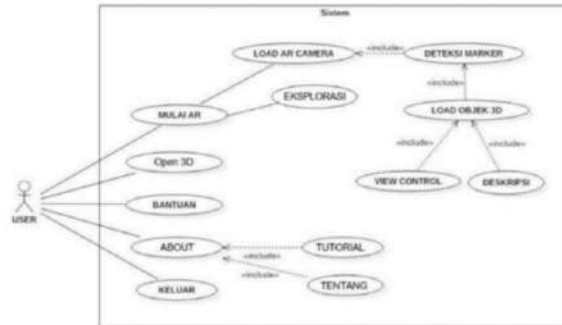 Sistem
LOAD AR CAMERA
«include»
DETEKSI MARKER
«include»
EKSPLORASI
MULAI AR
LOAD OBJEK 3D
«include»
«include»
Open 3D
VIEW CONTROL
DESKRIPSI
USER
BANTUAN
ABOUT
TUTORIAL
«include»
«include»
TENTANG
KELUAR